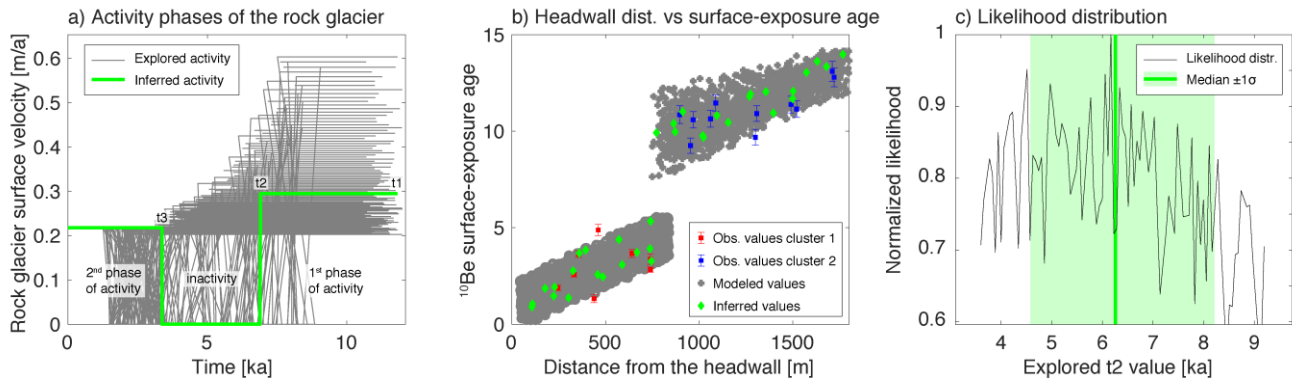 a) Activity phases of the rock glacier
Rock glacier surface velocity [m/a]
0.6
0.5
0.4
0.3
0.2
0.1
0
Explored activity
Inferred activity
t1
t2
t3
2nd phase
of activity
inactivity
1st phase
of activity
0
5
10
Time [ka]
b) Headwall dist. vs surface-exposure age
10Be surface-exposure age
15
10
5
0
Obs. values cluster 1
Obs. values cluster 2
Modeled values
Inferred values
0
500
1000
1500
Distance from the headwall [m]
c) Likelihood distribution
Normalized likelihood
1
0.9
0.8
0.7
0.6
Likelihood distr.
Median ±1σ
4
5
6
7
8
9
Explored t2 value [ka]